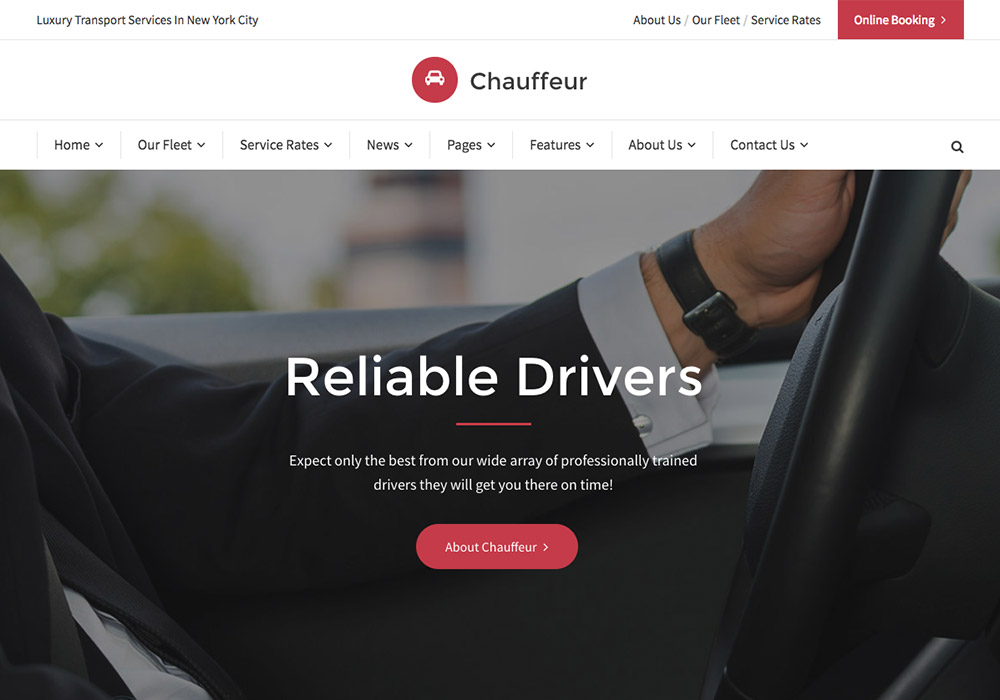 Luxury Transport Services In New York City
About Us / Our Fleet / Service Rates
Online Booking
Chauffeur
Home Our Fleet Service Rates News Pages Features About Us Contact Us
Reliable Drivers
Expect only the best from our wide array of professionally trained
drivers they will get you there on time!
About Chauffeur